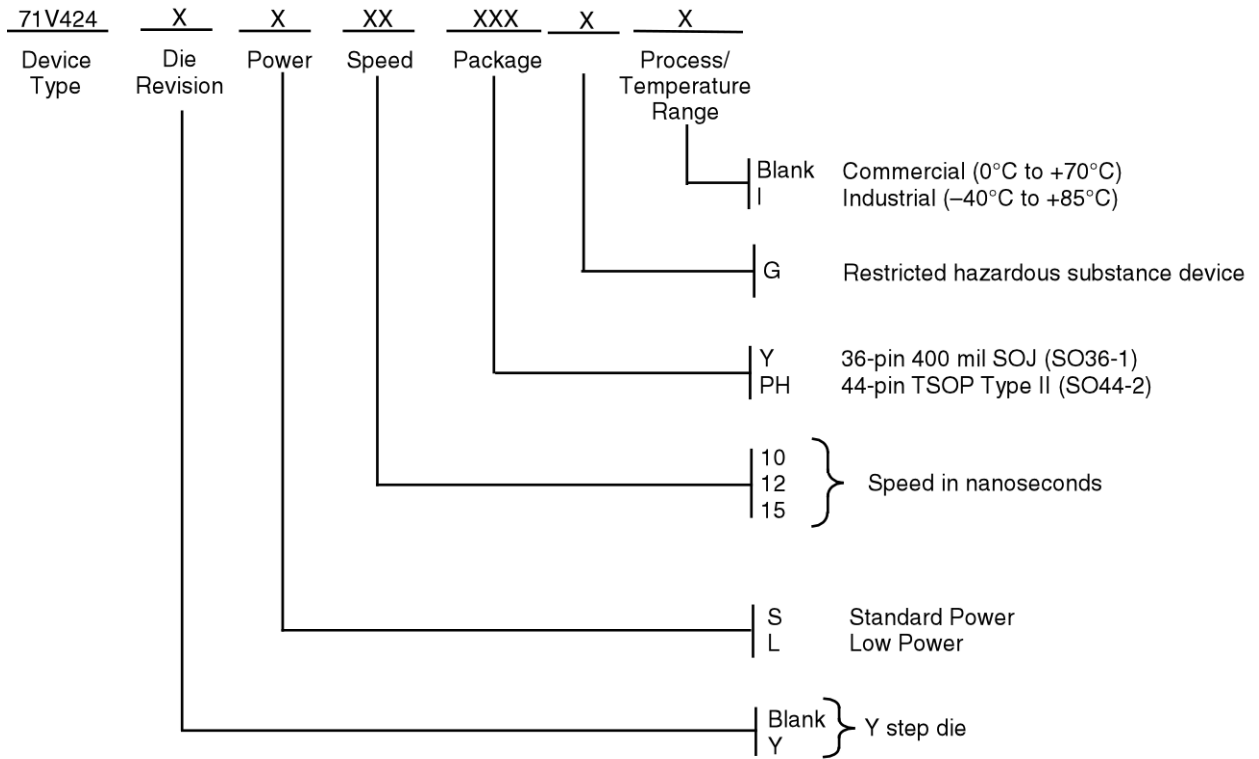 71V424 X X XX XXX X X
Device Type
Die Revision
Power
Speed
Package
Process/
Temperature
Range
Blank Commercial (0°C to +70°C)
I Industrial (–40°C to +85°C)
G Restricted hazardous substance device
Y 36-pin 400 mil SOJ (SO36-1)
PH 44-pin TSOP Type II (SO44-2)
10
12 Speed in nanoseconds
15
S Standard Power
L Low Power
Blank
Y Y step die